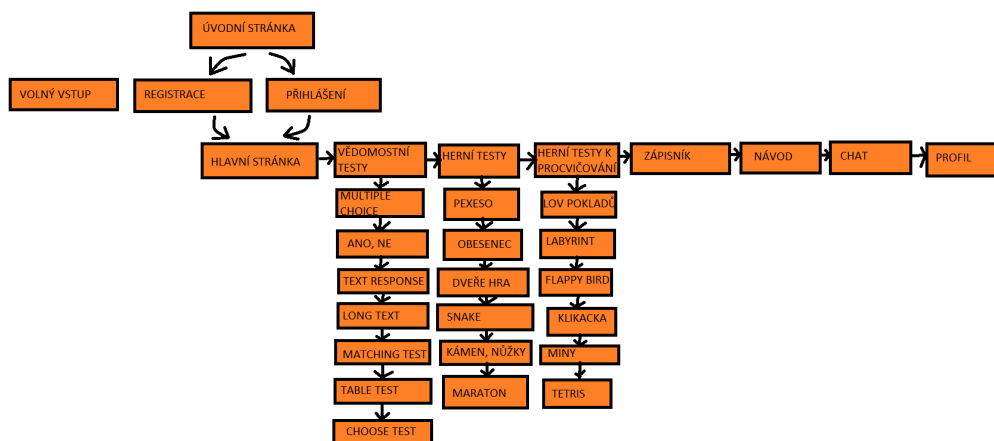 ÚVODNÍ STRÁNKA
VOLNÝ VSTUP
REGISTRACE
PŘIHLÁŠENÍ
HLAVNÍ STRÁNKA
VĚDOMOSTNÍ
TESTY
HERNÍ TESTY
HERNÍ TESTY K
PROCVIČOVÁNÍ
ZÁPISNÍK
NÁVOD
CHAT
PROFIL
MULTIPLE
CHOICE
ANO, NE
TEXT RESPONSE
LONG TEXT
MATCHING TEST
TABLE TEST
CHOOSE TEST
PEXESO
OBESENEC
DVEŘE HRA
SNAKE
KÁMEN, NŮŽKY
MARATON
LOV POKLADŮ
LABYRINT
FLAPPY BIRD
KLIKACKA
MINY
TETRIS